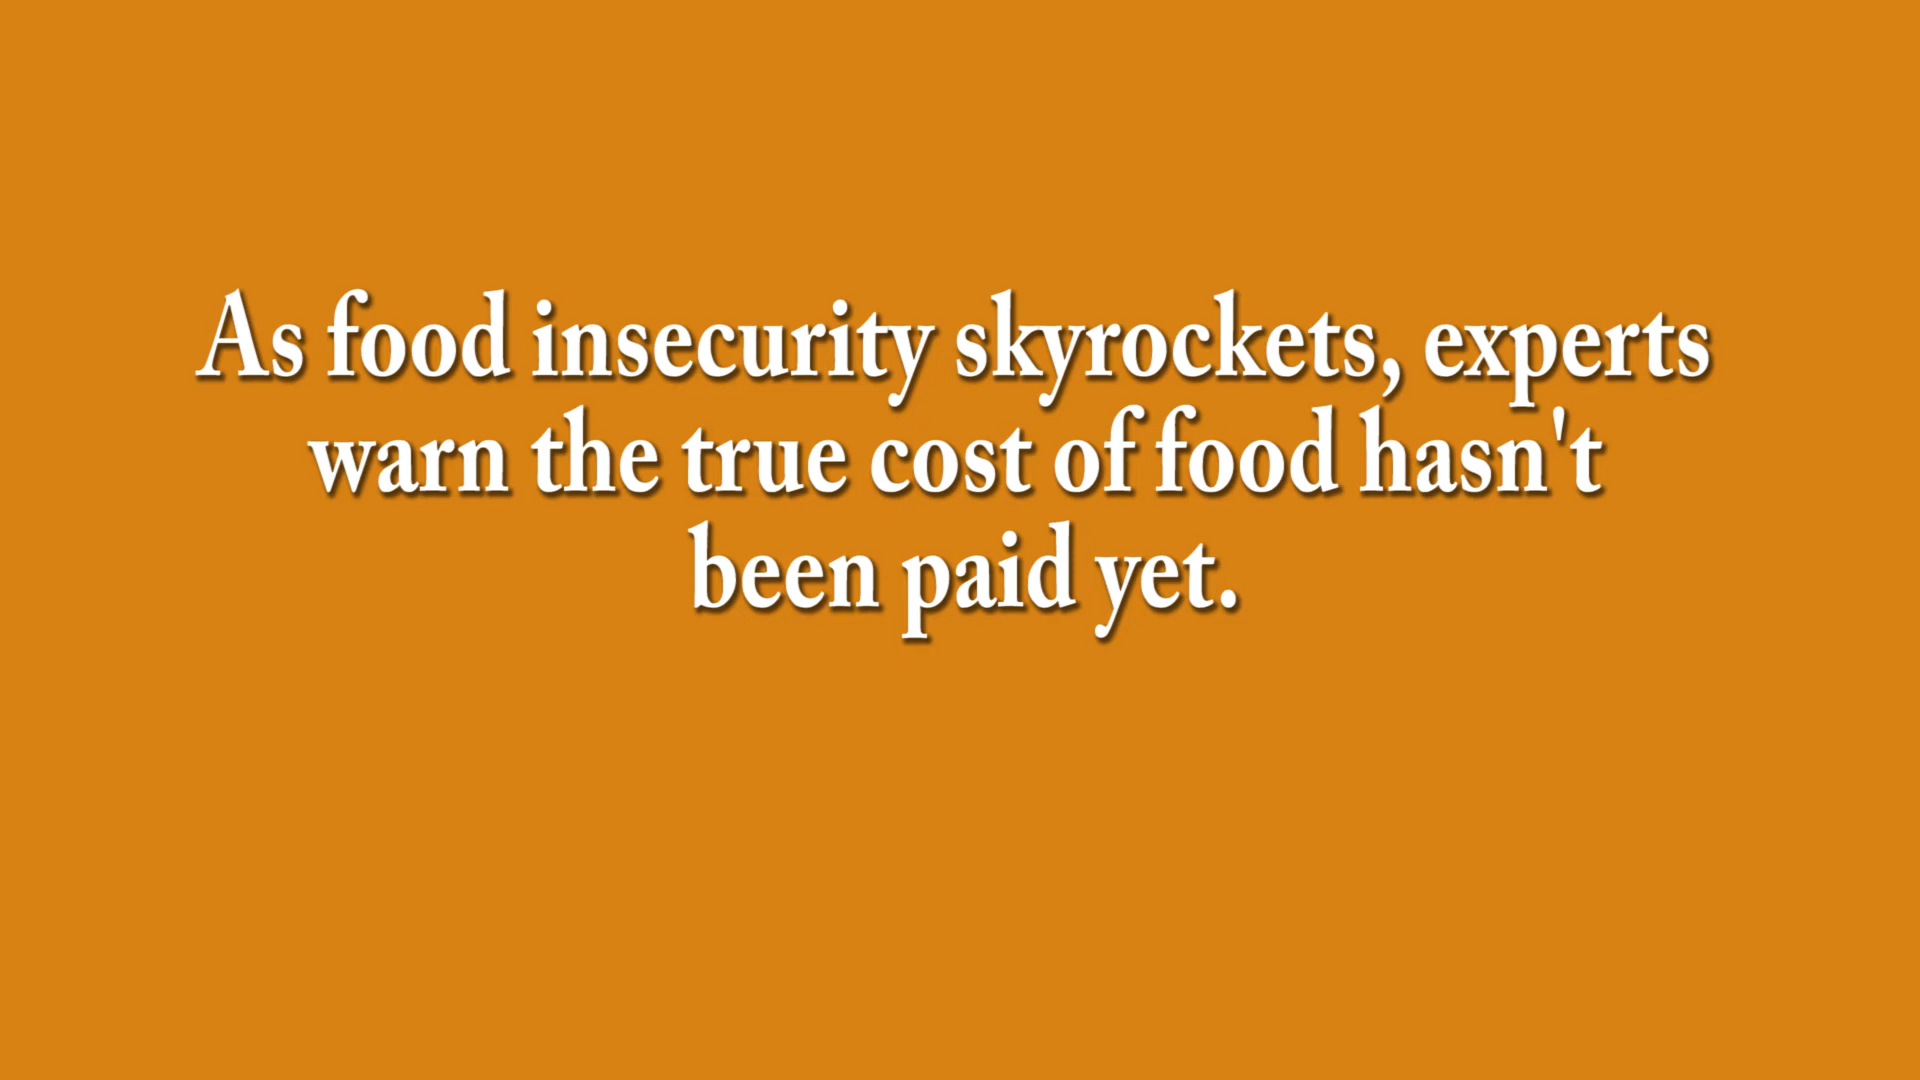 As food insecurity skyrockets, experts
warn the true cost of food hasn't
been paid yet.